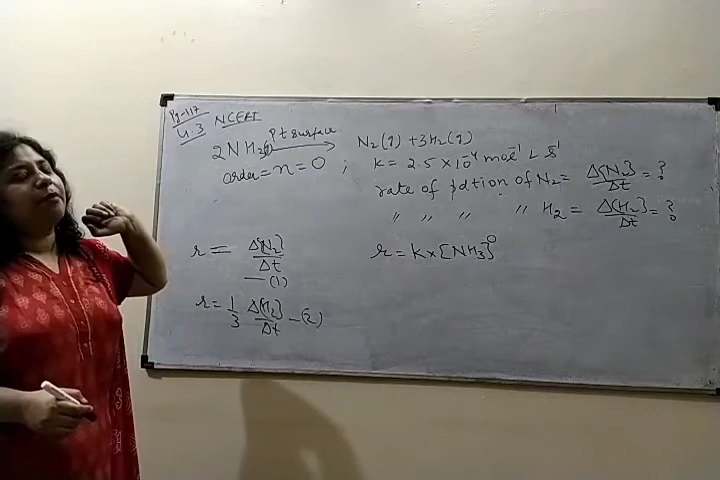 Pg-117
4.3 NCERT
2NH₃(g) Pt surface → N₂(g) + 3H₂(g)
order = n = 0 ; k = 2.5 × 10⁻⁴ mol⁻¹ L S⁻¹
rate of pdtion of N₂ = Δ[N₂]/Δt = ?
" " " " H₂ = Δ[H₂]/Δt = ?
r = Δ[N₂]/Δt — (1)
r = 1/3 Δ[H₂]/Δt — (2)
r = k × [NH₃]⁰